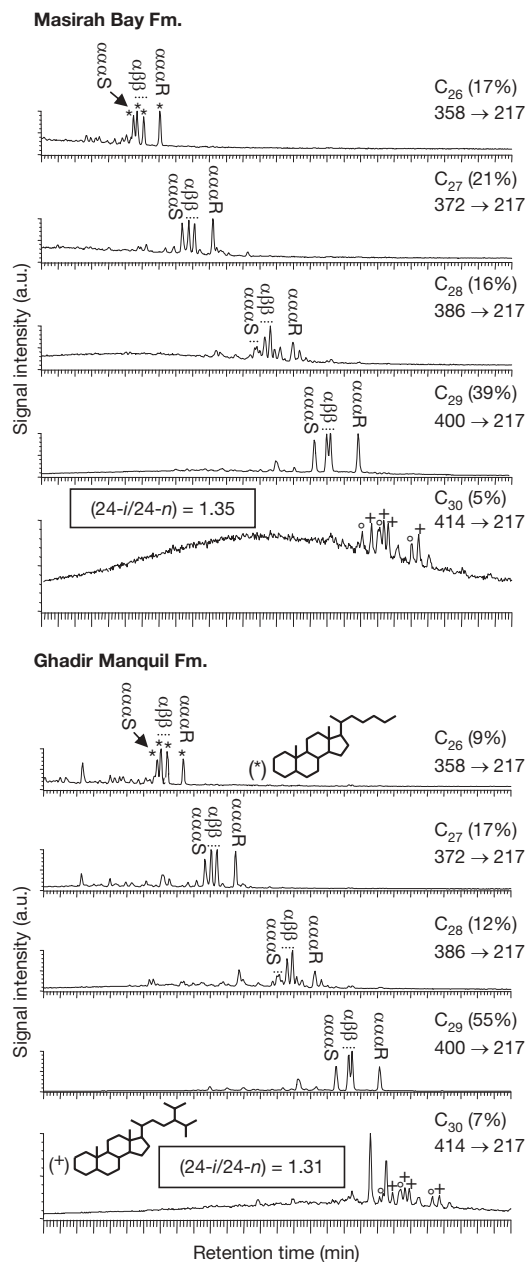 Masirah Bay Fm.
αααS
αββ
αααR
C26 (17%)
358 → 217
* * * *
αααS
αββ
αααR
C27 (21%)
372 → 217
αααS
αββ
αααR
C28 (16%)
386 → 217
αααS
αββ
αααR
C29 (39%)
400 → 217
(24-i/24-n) = 1.35
C30 (5%)
414 → 217
Signal intensity (a.u.)
Ghadir Manquil Fm.
αααS
αββ
αααR
(*)
C26 (9%)
358 → 217
* * * *
αααS
αββ
αααR
C27 (17%)
372 → 217
αααS
αββ
αααR
C28 (12%)
386 → 217
αααS
αββ
αααR
C29 (55%)
400 → 217
(+)
(24-i/24-n) = 1.31
C30 (7%)
414 → 217
Signal intensity (a.u.)
Retention time (min)